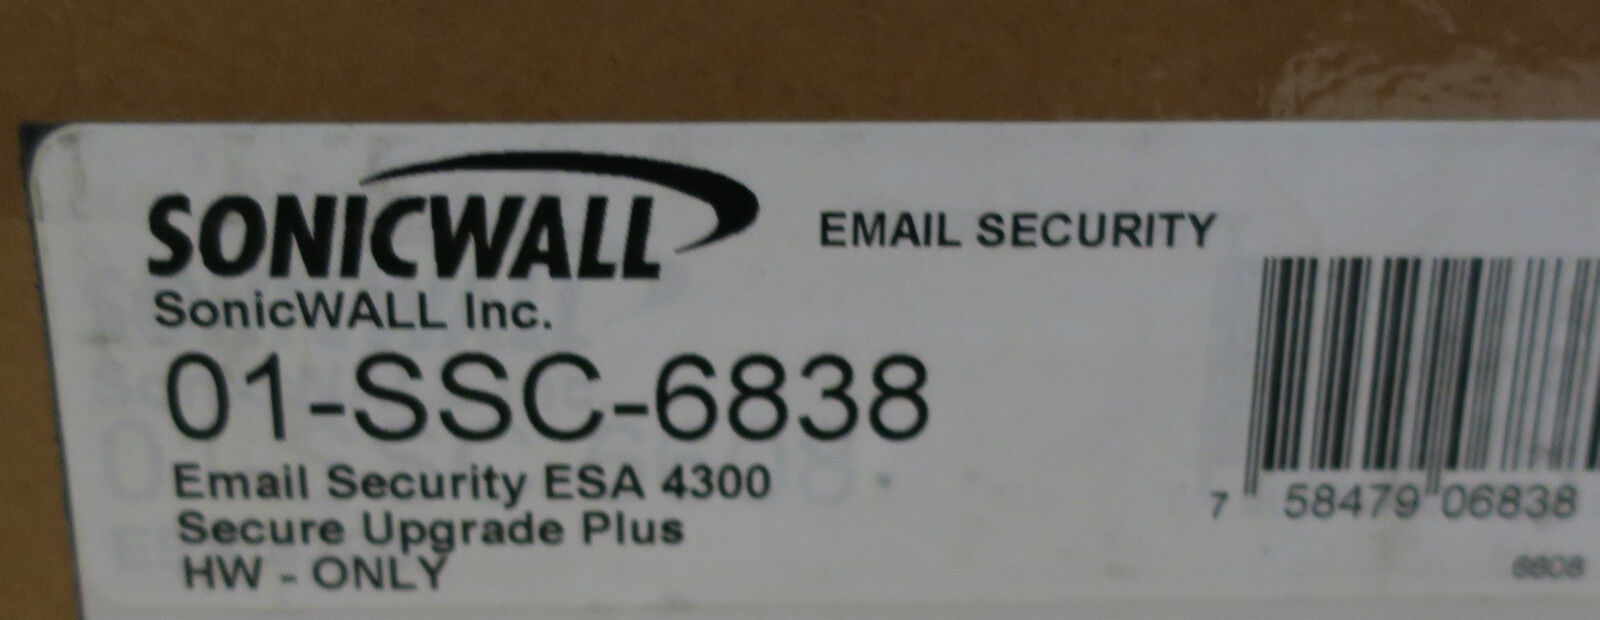 SONICWALL
EMAIL SECURITY
SonicWALL Inc.
01-SSC-6838
Email Security ESA 4300
Secure Upgrade Plus
HW - ONLY
7 58479 06838